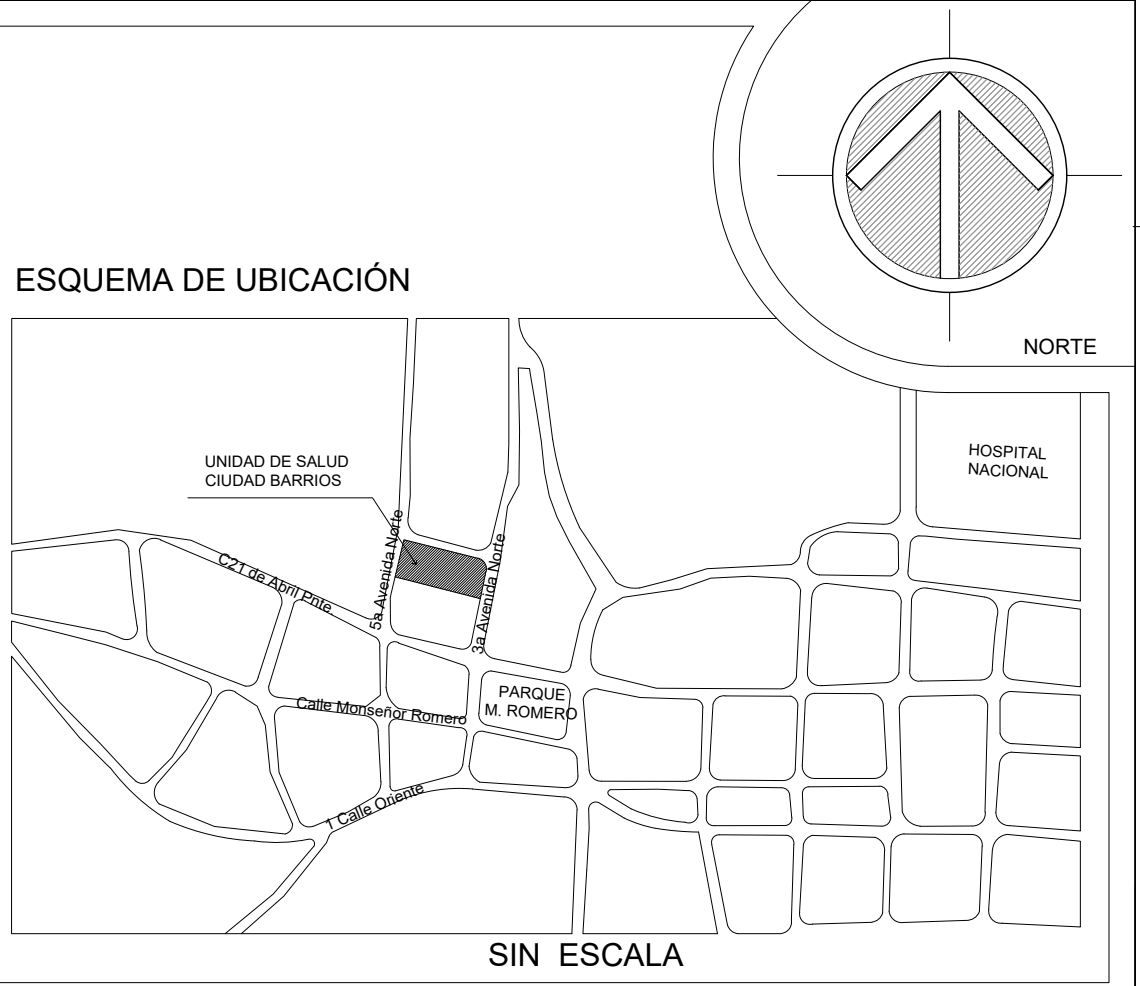 ESQUEMA DE UBICACIÓN
NORTE
HOSPITAL
NACIONAL
UNIDAD DE SALUD
CIUDAD BARRIOS
5a Avenida Norte
3a Avenida Norte
C21 de Abril Pnte
PARQUE
M. ROMERO
Calle Monseñor Romero
1 Calle Oriente
SIN ESCALA